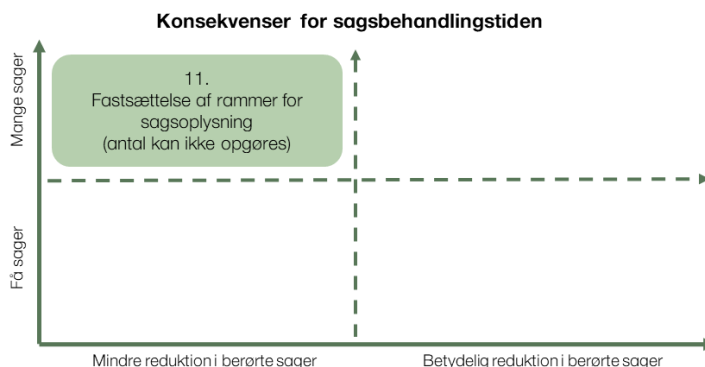 Konsekvenser for sagsbehandlingstiden
Mange sager
11.
Fastsættelse af rammer for
sagsoplysning
(antal kan ikke opgøres)
Få sager
Mindre reduktion i berørte sager
Betydelig reduktion i berørte sager